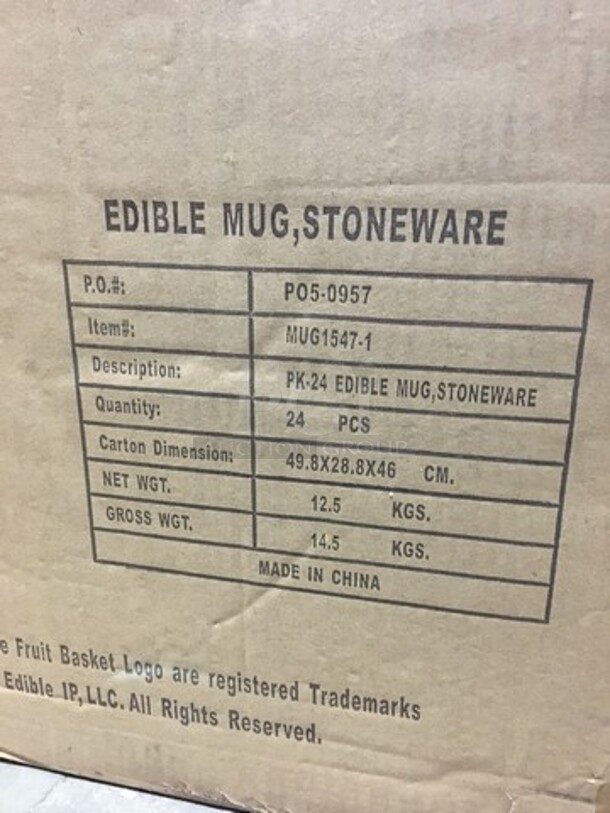 EDIBLE MUG,STONEWARE
P.O.#: PO5-0957
Item#: MUG1547-1
Description: PK-24 EDIBLE MUG,STONEWARE
Quantity: 24 PCS
Carton Dimension: 49.8X28.8X46 CM.
NET WGT. 12.5 KGS.
GROSS WGT. 14.5 KGS.
MADE IN CHINA
e Fruit Basket Logo are registered Trademarks
Edible IP,LLC. All Rights Reserved.